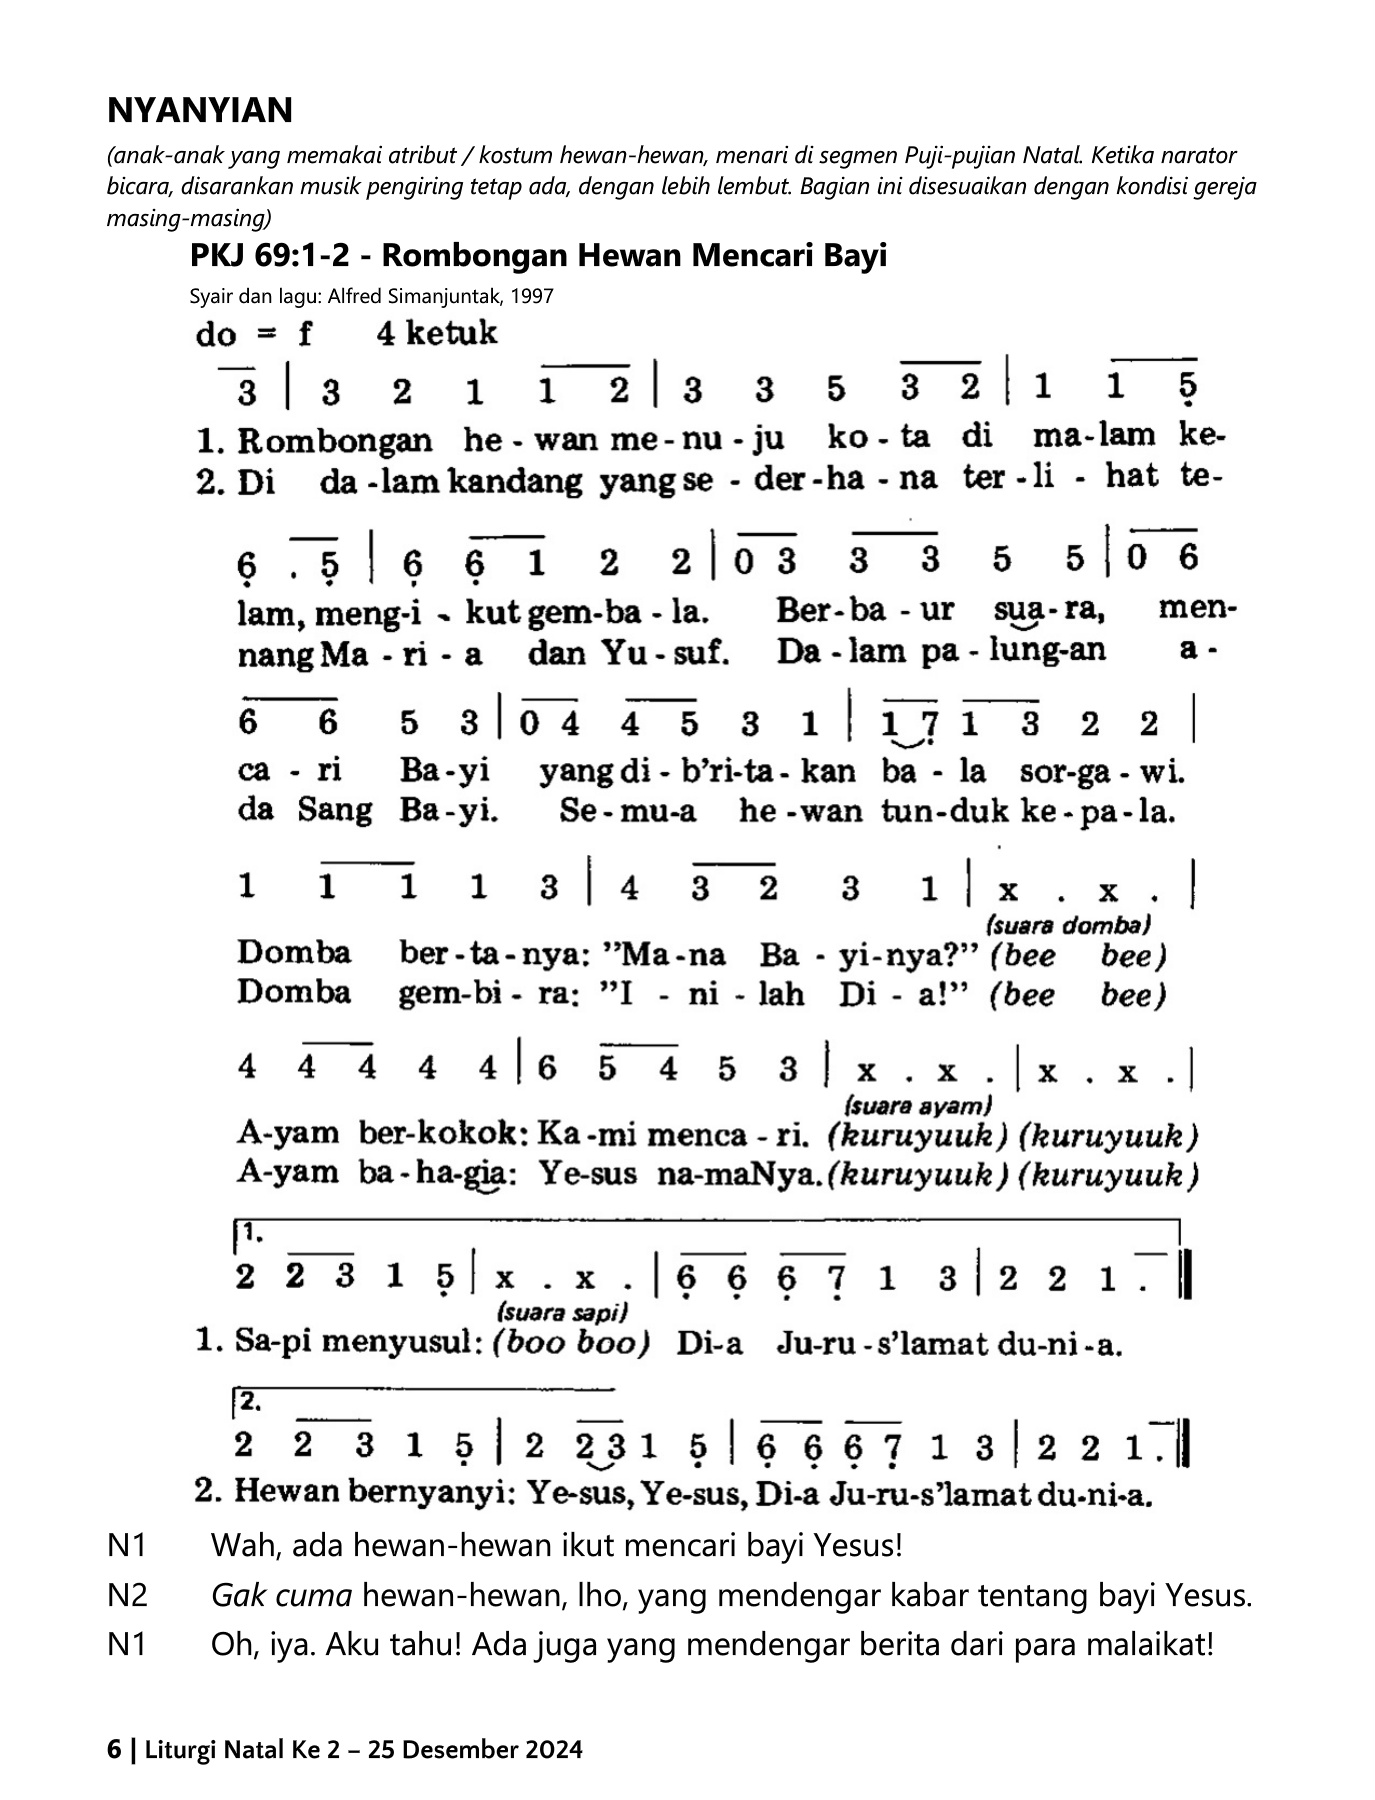 NYANYIAN
(anak-anak yang memakai atribut / kostum hewan-hewan, menari di segmen Puji-pujian Natal. Ketika narator
bicara, disarankan musik pengiring tetap ada, dengan lebih lembut. Bagian ini disesuaikan dengan kondisi gereja
masing-masing)
PKJ 69:1-2 - Rombongan Hewan Mencari Bayi
Syair dan lagu: Alfred Simanjuntak, 1997
do = f 4 ketuk
3 | 3 2 1 1 2 | 3 3 5 3 2 | 1 1 5̣
1. Rombongan he - wan me - nu - ju ko - ta di ma-lam ke-
2. Di da -lam kandang yang se - der -ha - na ter - li - hat te-
6̣ . 5̣ | 6̣ 6̣ 1 2 2 | 0 3 3 3 5 5 | 0 6
lam, meng-i - kut gem-ba - la. Ber-ba - ur sua-ra, men-
nang Ma - ri - a dan Yu - suf. Da - lam pa - lung-an a -
6 6 5 3 | 0 4 4 5 3 1 | 1 7̣ 1 3 2 2 |
ca - ri Ba-yi yang di - b'ri-ta - kan ba - la sor-ga - wi.
da Sang Ba-yi. Se - mu-a he -wan tun-duk ke - pa - la.
1 1 1 1 3 | 4 3 2 3 1 | x . x . |
(suara domba)
Domba ber - ta - nya: ”Ma - na Ba - yi-nya?” (bee bee)
Domba gem-bi - ra: ”I - ni - lah Di - a!” (bee bee)
4 4 4 4 4 | 6 5 4 5 3 | x . x . | x . x . |
(suara ayam)
A-yam ber-kokok: Ka -mi menca - ri. (kuruyuuk) (kuruyuuk)
A-yam ba - ha-gia: Ye-sus na-maNya. (kuruyuuk) (kuruyuuk)
1.
2 2 3 1 5̣ | x . x . | 6̣ 6̣ 6̣ 7̣ 1 3 | 2 2 1 . ||
(suara sapi)
1. Sa-pi menyusul: (boo boo) Di-a Ju-ru - s'lamat du-ni -a.
2.
2 2 3 1 5̣ | 2 2 3 1 5̣ | 6̣ 6̣ 6̣ 7̣ 1 3 | 2 2 1 . ||
2. Hewan bernyanyi: Ye-sus, Ye-sus, Di-a Ju-ru-s'lamat du-ni-a.
N1 Wah, ada hewan-hewan ikut mencari bayi Yesus!
N2 Gak cuma hewan-hewan, lho, yang mendengar kabar tentang bayi Yesus.
N1 Oh, iya. Aku tahu! Ada juga yang mendengar berita dari para malaikat!
6 | Liturgi Natal Ke 2 – 25 Desember 2024